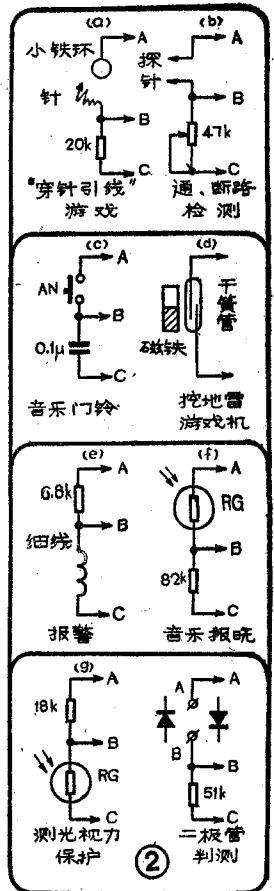 (a)
A
小铁环
针
B
20k
C
"穿针引线"
游戏
(b)
A
探
针
B
47k
C
通、断路
检测
(c)
A
AN
B
0.1μ
C
音乐门铃
(d)
A
干簧管
磁铁
B
挖地雷
游戏机
(e)
A
6.8k
B
细线
C
报警
(f)
A
RG
B
82k
C
音乐报晓
(g)
A
18k
B
RG
C
测光视力
保护
A
A
B
B
51k
C
二极管
判测
②